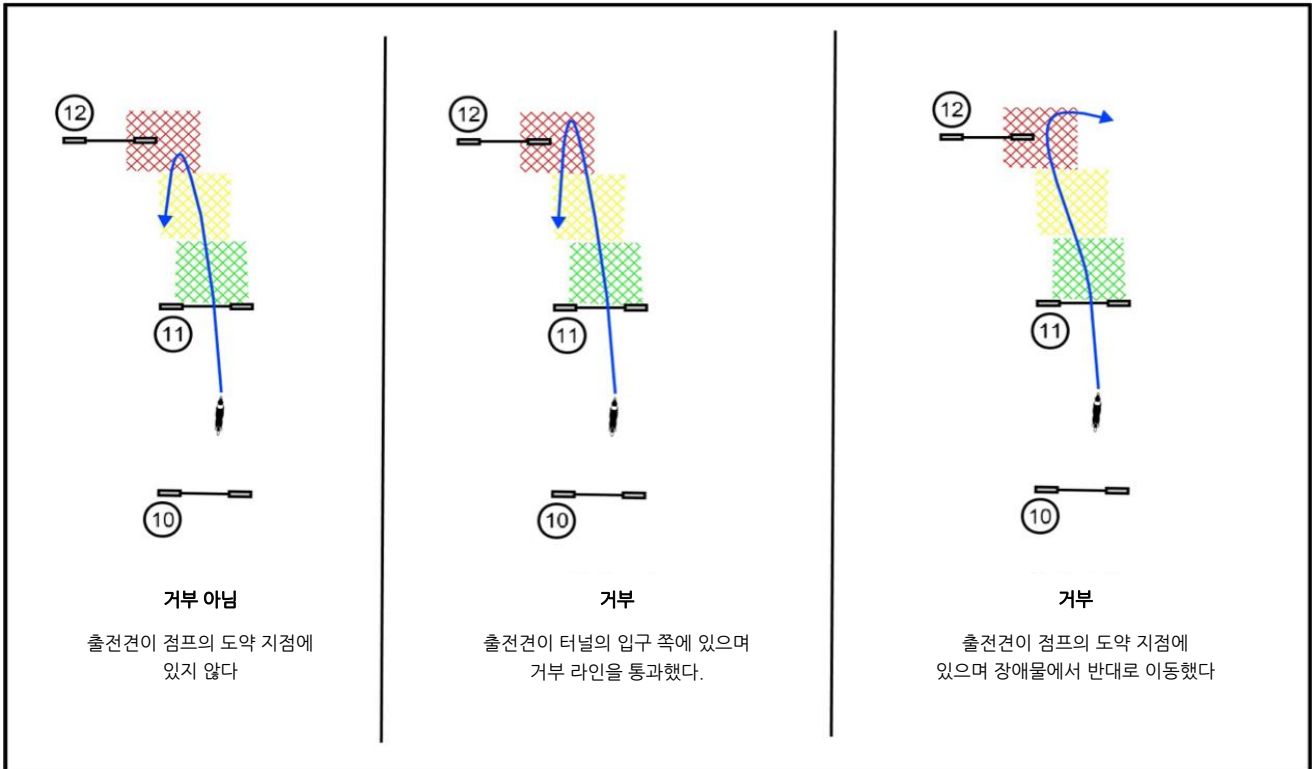 12
11
10
거부 아님
출전견이 점프의 도약 지점에
있지 않다
12
11
10
거부
출전견이 터널의 입구 쪽에 있으며
거부 라인을 통과했다.
12
11
10
거부
출전견이 점프의 도약 지점에
있으며 장애물에서 반대로 이동했다